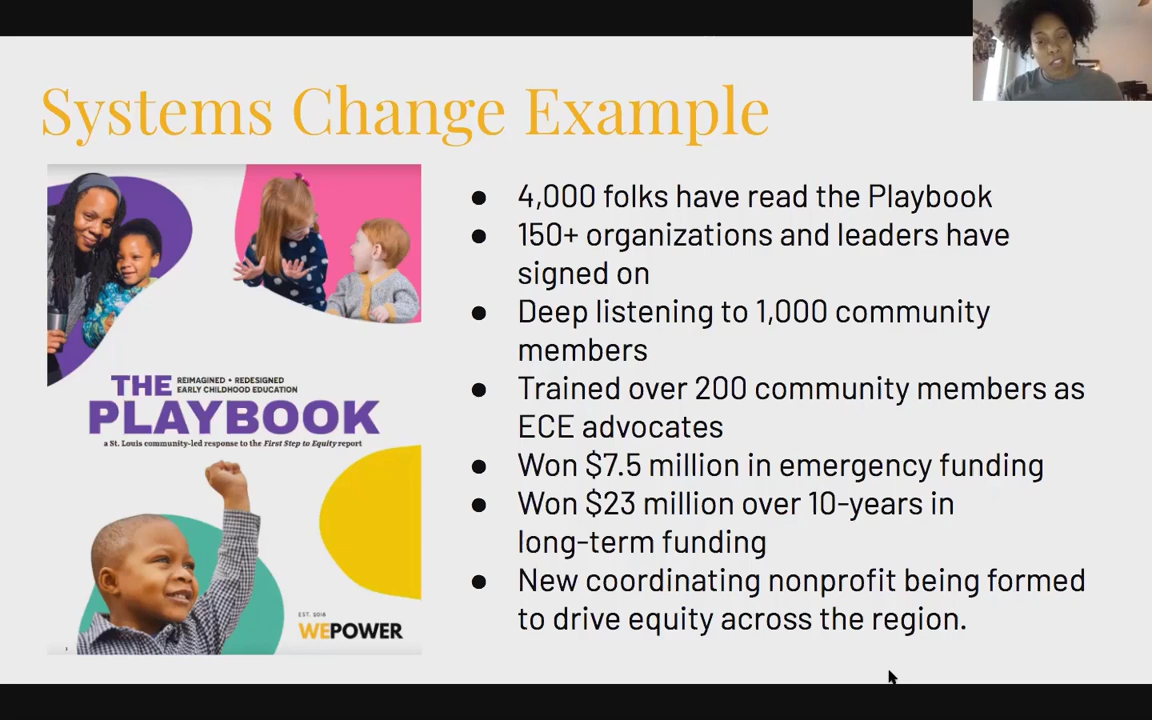 Systems Change Example
THE REIMAGINED + REDESIGNED
EARLY CHILDHOOD EDUCATION
PLAYBOOK
a St. Louis community-led response to the First Step to Equity report
EST. 2018
WEPOWER
● 4,000 folks have read the Playbook
● 150+ organizations and leaders have
signed on
● Deep listening to 1,000 community
members
● Trained over 200 community members as
ECE advocates
● Won $7.5 million in emergency funding
● Won $23 million over 10-years in
long-term funding
● New coordinating nonprofit being formed
to drive equity across the region.